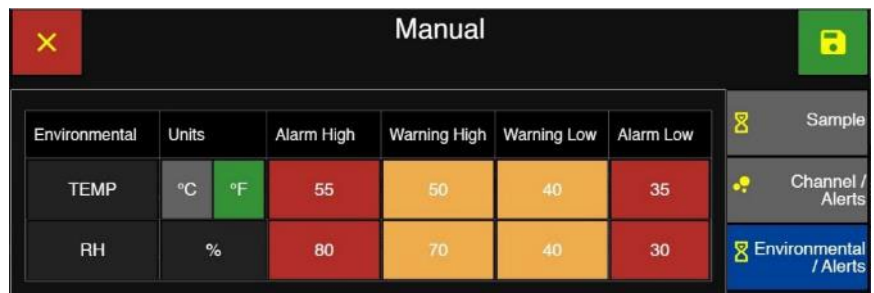 Manual
Environmental Units Alarm High Warning High Warning Low Alarm Low
TEMP °C °F 55 50 40 35
RH % 80 70 40 30
Sample
Channel /
Alerts
Environmental
/ Alerts